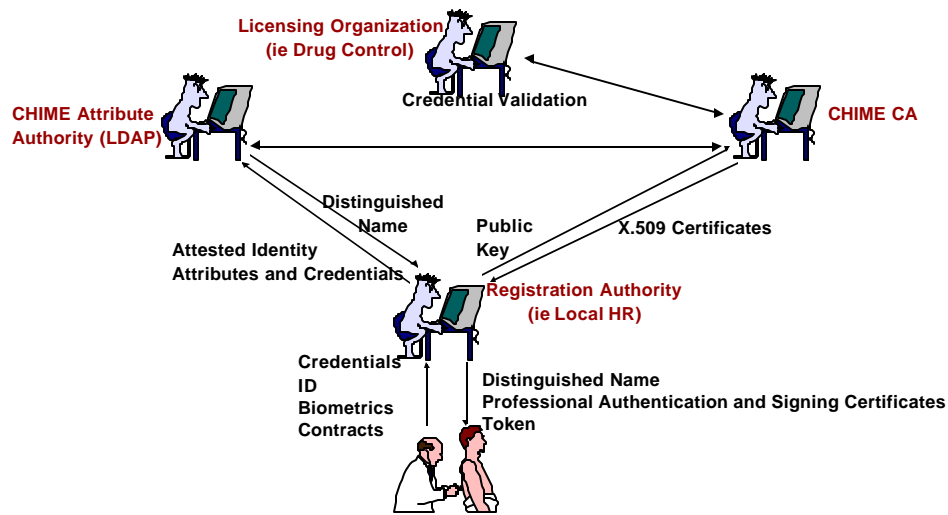 Licensing Organization
(ie Drug Control)
Credential Validation
CHIME Attribute
Authority (LDAP)
CHIME CA
Distinguished
Name
Public
Key
X.509 Certificates
Attested Identity
Attributes and Credentials
Registration Authority
(ie Local HR)
Credentials
ID
Biometrics
Contracts
Distinguished Name
Professional Authentication and Signing Certificates
Token